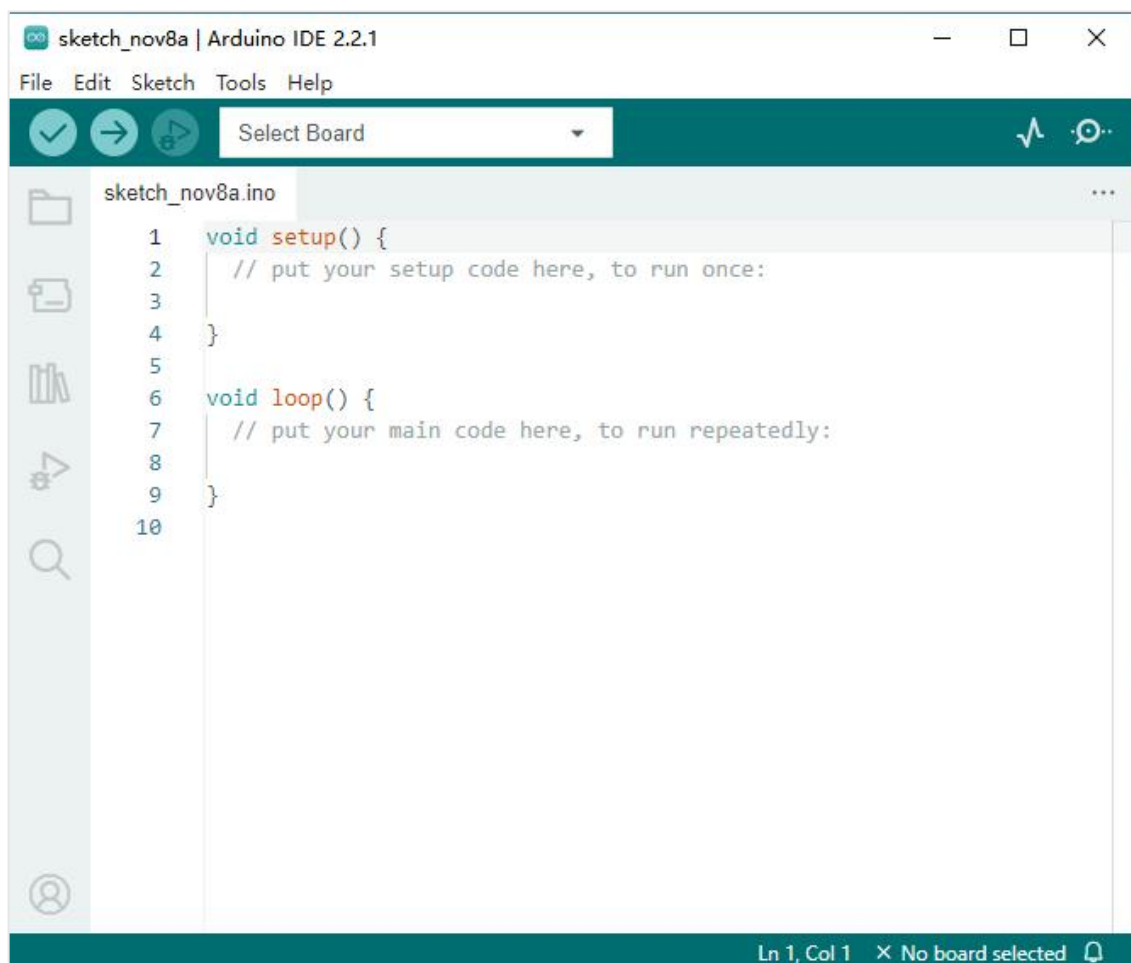 sketch_nov8a | Arduino IDE 2.2.1
File Edit Sketch Tools Help
Select Board
sketch_nov8a.ino
1 void setup() {
2 // put your setup code here, to run once:
3
4 }
5
6 void loop() {
7 // put your main code here, to run repeatedly:
8
9 }
10
Ln 1, Col 1 × No board selected